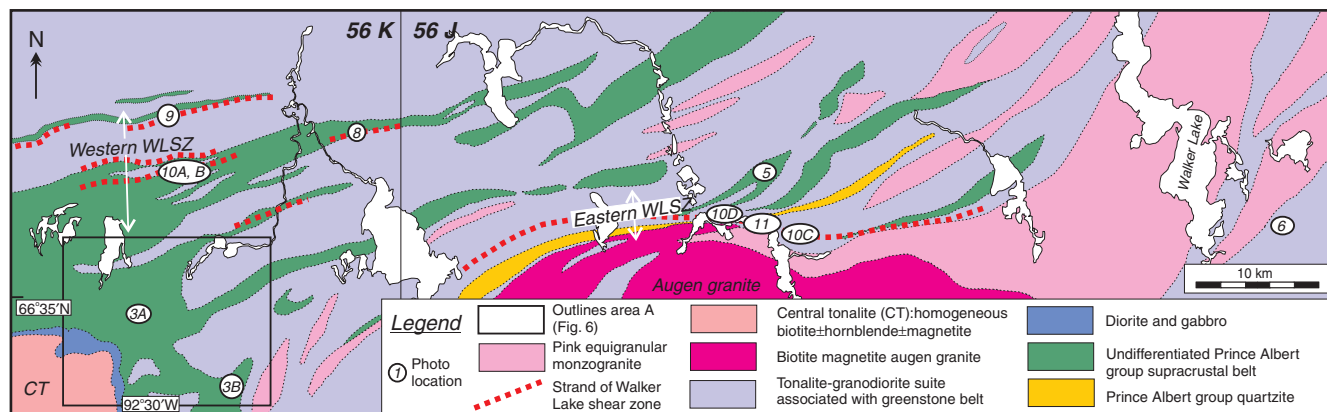 N
56 K
56 J
9
Western WLSZ
10A, B
8
5
Eastern WLSZ
10D
11
10C
Walker Lake
6
10 km
66°35′N
3A
3B
CT
92°30′W
Augen granite
Legend
1
Photo
location
Outlines area A
(Fig. 6)
Pink equigranular
monzogranite
Strand of Walker
Lake shear zone
Central tonalite (CT):homogeneous
biotite±hornblende±magnetite
Biotite magnetite augen granite
Tonalite-granodiorite suite
associated with greenstone belt
Diorite and gabbro
Undifferentiated Prince Albert
group supracrustal belt
Prince Albert group quartzite